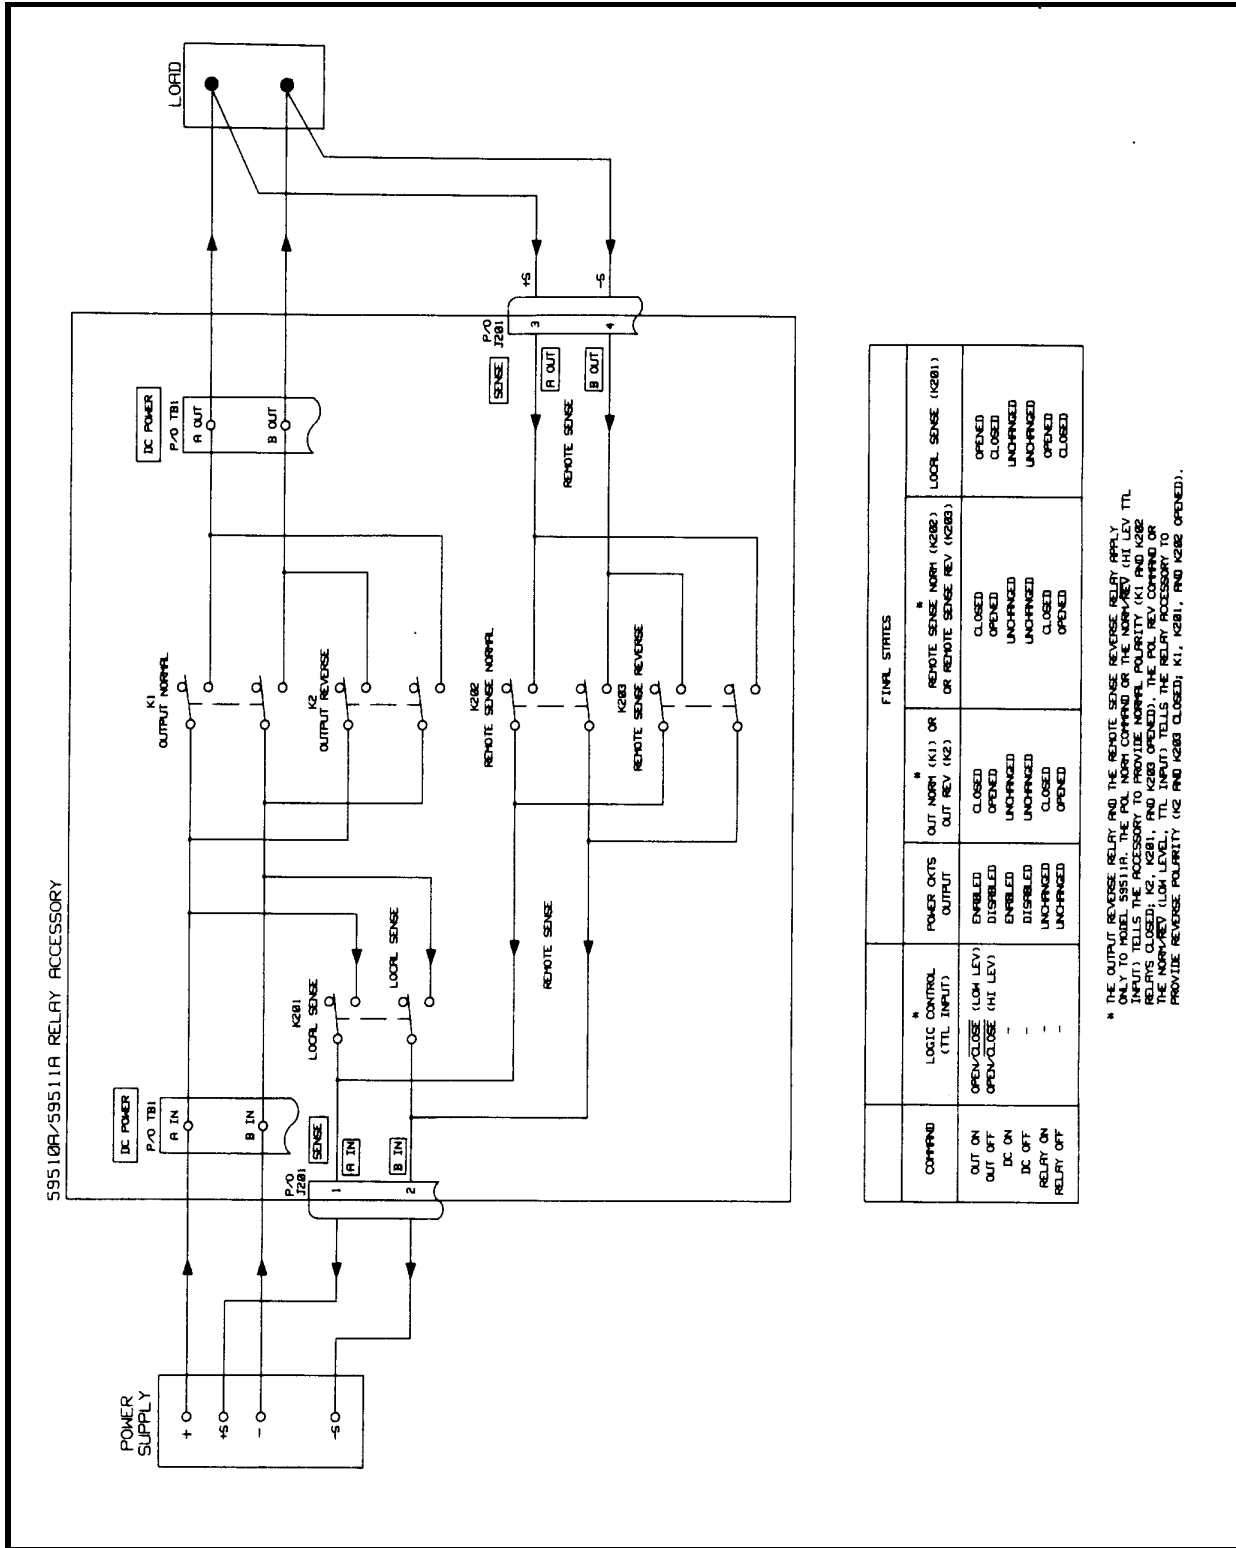 59510A/59511A RELAY ACCESSORY
POWER
SUPPLY
+
+S
-
-S
DC POWER
P/O TB1
A IN
B IN
P/O
J201
SENSE
A IN
B IN
1
2
K201
LOCAL SENSE
LOCAL SENSE
REMOTE SENSE
K1
OUTPUT NORMAL
K2
OUTPUT REVERSE
K202
REMOTE SENSE NORMAL
K203
REMOTE SENSE REVERSE
DC POWER
P/O TB1
A OUT
B OUT
REMOTE SENSE
SENSE
A OUT
B OUT
P/O
J201
3
4
+S
-S
LOAD
FINAL STATES
COMMAND
* LOGIC CONTROL (TTL INPUT)
POWER CKTS OUTPUT
* OUT NORM (K1) OR OUT REV (K2)
* REMOTE SENSE NORM (K202) OR REMOTE SENSE REV (K203)
LOCAL SENSE (K201)
OUT ON OPEN/CLOSE (LOW LEV) ENABLED CLOSED CLOSED OPENED
OUT OFF OPEN/CLOSE (HI LEV) DISABLED OPENED OPENED CLOSED
DC ON - ENABLED UNCHANGED UNCHANGED UNCHANGED
DC OFF - DISABLED UNCHANGED UNCHANGED UNCHANGED
RELAY ON - UNCHANGED CLOSED CLOSED OPENED
RELAY OFF - UNCHANGED OPENED OPENED CLOSED
* THE OUTPUT REVERSE RELAY AND THE REMOTE SENSE REVERSE RELAY APPLY
ONLY TO MODEL 59511A. THE POL NORM COMMAND OR THE NORM/REV (HI LEV TTL
INPUT) TELLS THE ACCESSORY TO PROVIDE NORMAL POLARITY (K1 AND K202
RELAYS CLOSED; K2, K201, AND K203 OPENED). THE POL REV COMMAND OR
THE NORM/REV (LOW LEVEL, TTL INPUT) TELLS THE RELAY ACCESSORY TO
PROVIDE REVERSE POLARITY (K2 AND K203 CLOSED; K1, K201, AND K202 OPENED).